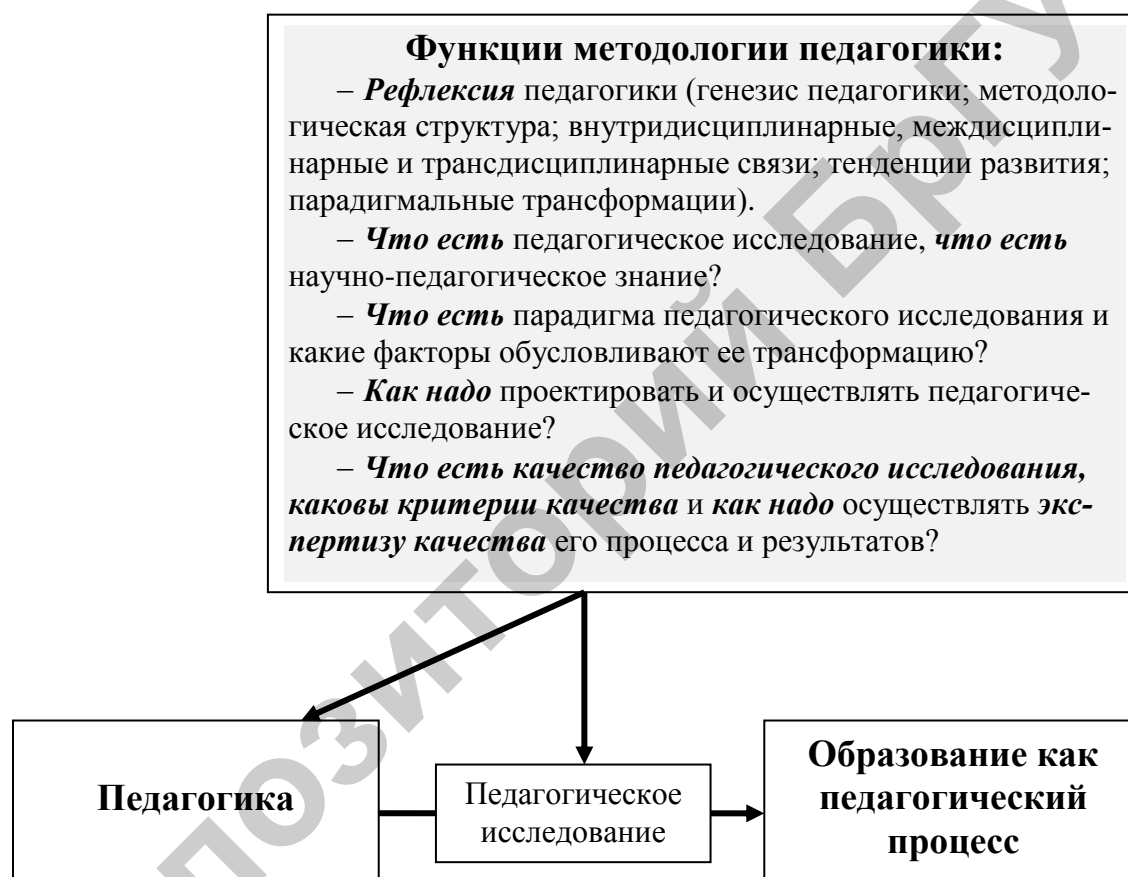 Функции методологии педагогики:
– Рефлексия педагогики (генезис педагогики; методоло-
гическая структура; внутридисциплинарные, междисципли-
нарные и трансдисциплинарные связи; тенденции развития;
парадигмальные трансформации).
– Что есть педагогическое исследование, что есть
научно-педагогическое знание?
– Что есть парадигма педагогического исследования и
какие факторы обусловливают ее трансформацию?
– Как надо проектировать и осуществлять педагогиче-
ское исследование?
– Что есть качество педагогического исследования,
каковы критерии качества и как надо осуществлять экс-
пертизу качества его процесса и результатов?
Педагогика
Педагогическое
исследование
Образование как
педагогический
процесс
позиторий БрГУ